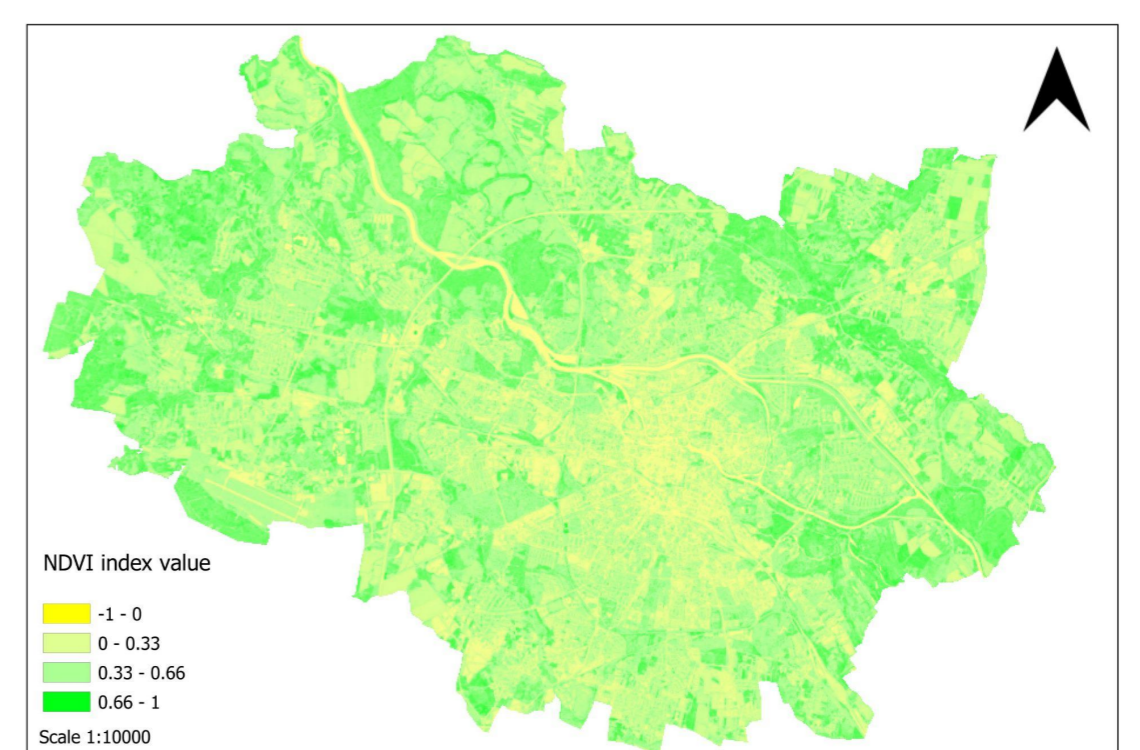 NDVI index value
-1 - 0
0 - 0.33
0.33 - 0.66
0.66 - 1
Scale 1:10000